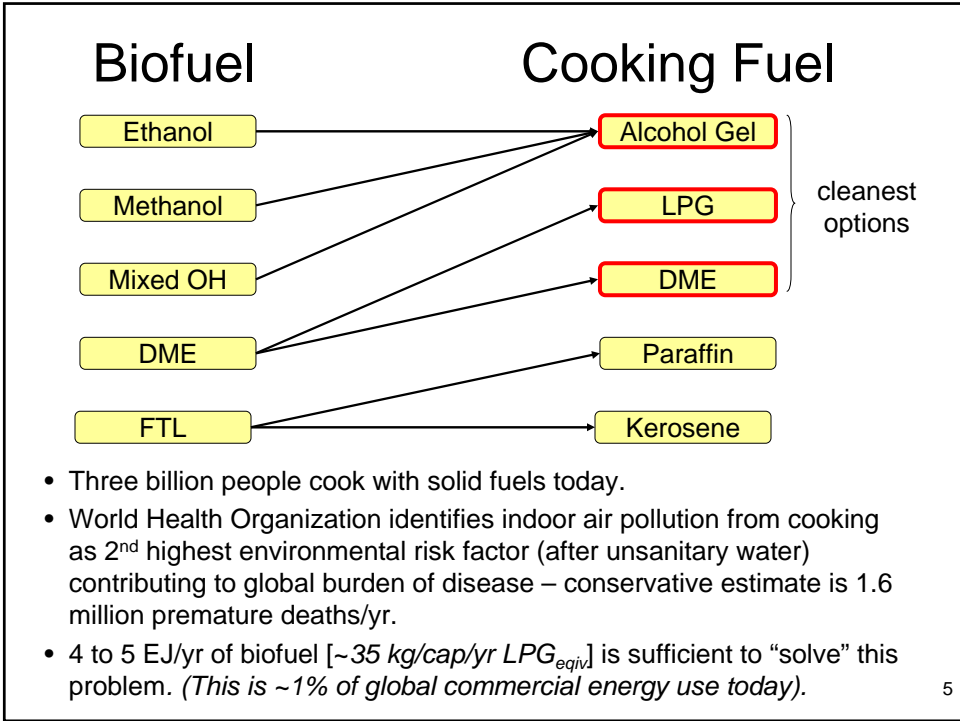 Biofuel
Cooking Fuel
Ethanol
Alcohol Gel
Methanol
LPG
cleanest
options
Mixed OH
DME
DME
Paraffin
FTL
Kerosene
• Three billion people cook with solid fuels today.
• World Health Organization identifies indoor air pollution from cooking
as 2nd highest environmental risk factor (after unsanitary water)
contributing to global burden of disease – conservative estimate is 1.6
million premature deaths/yr.
• 4 to 5 EJ/yr of biofuel [~35 kg/cap/yr LPGeqiv] is sufficient to “solve” this
problem. (This is ~1% of global commercial energy use today).
5